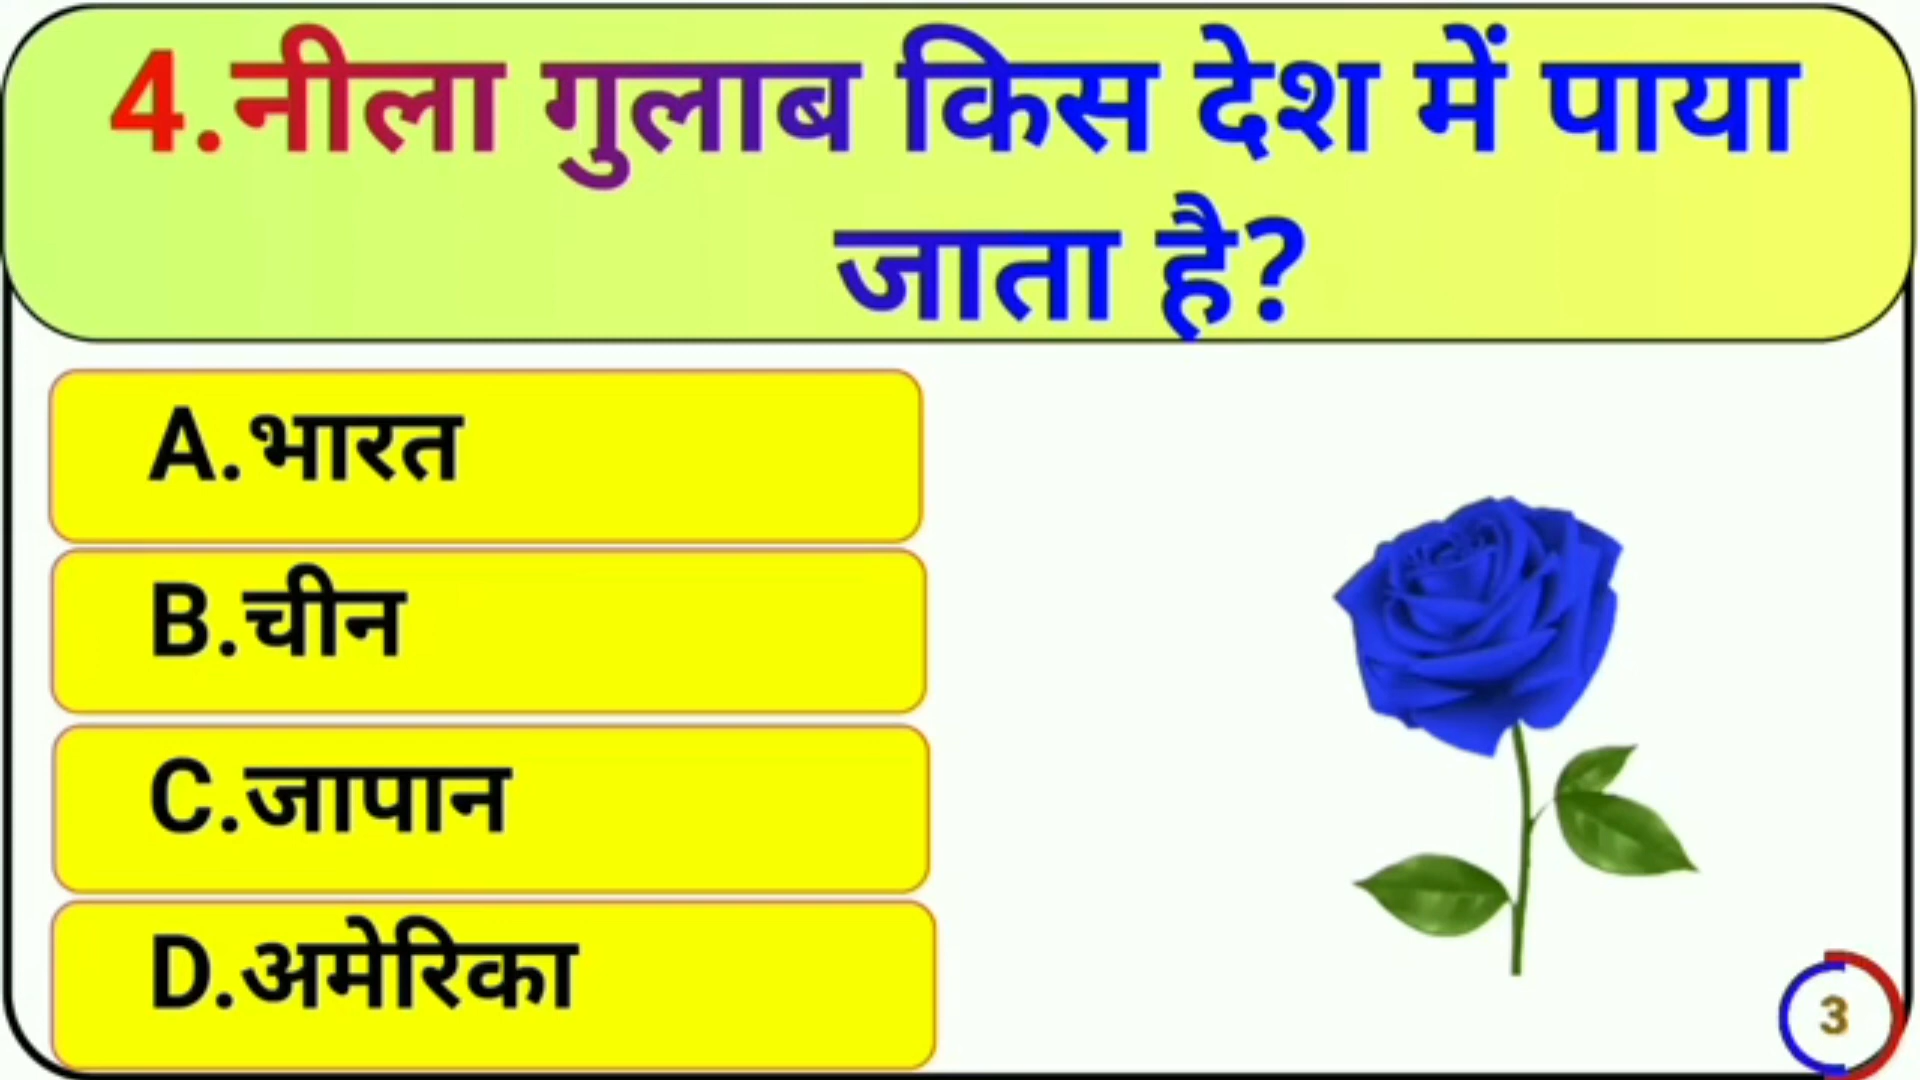 4.नीला गुलाब किस देश में पाया
जाता है?
A.भारत
B.चीन
C.जापान
D.अमेरिका
3